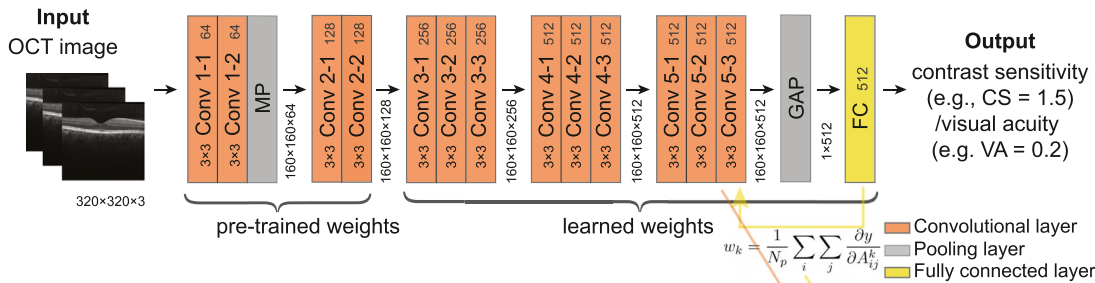 Input
OCT image
320×320×3
3×3 Conv 1-1 64
3×3 Conv 1-2 64
MP
160×160×64
3×3 Conv 2-1 128
3×3 Conv 2-2 128
160×160×128
3×3 Conv 3-1 256
3×3 Conv 3-2 256
3×3 Conv 3-3 256
160×160×256
3×3 Conv 4-1 512
3×3 Conv 4-2 512
3×3 Conv 4-3 512
160×160×512
3×3 Conv 5-1 512
3×3 Conv 5-2 512
3×3 Conv 5-3 512
160×160×512
GAP
1×512
FC 512
Output
contrast sensitivity
(e.g., CS = 1.5)
/visual acuity
(e.g. VA = 0.2)
pre-trained weights
learned weights
w_k = \frac{1}{N_p} \sum_i \sum_j \frac{∂y}{∂A_{ij}^k}
Convolutional layer
Pooling layer
Fully connected layer